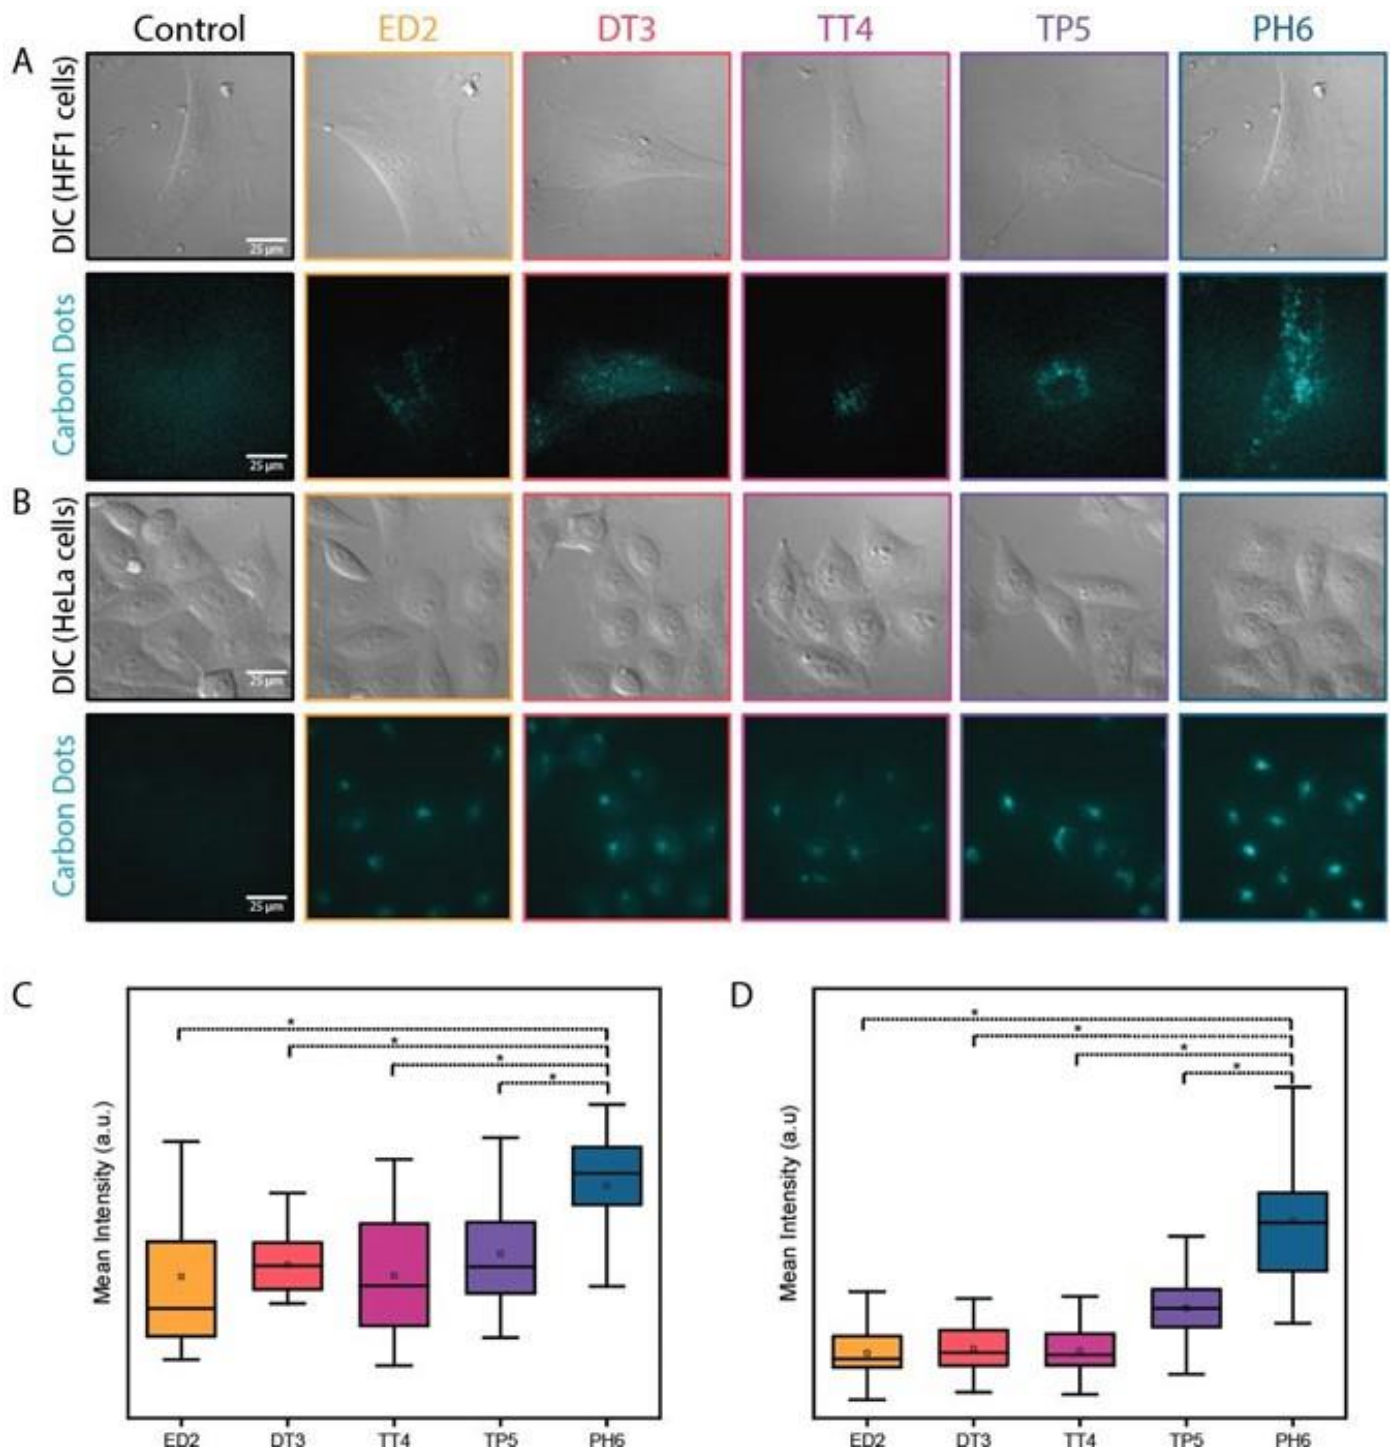 Control ED2 DT3 TT4 TP5 PH6
A
DIC (HFF1 cells)
25 µm
Carbon Dots
25 µm
B
DIC (HeLa cells)
25 µm
Carbon Dots
25 µm
C
Mean Intensity (a.u.)
*
*
*
*
ED2 DT3 TT4 TP5 PH6
D
Mean Intensity (a.u)
*
*
*
*
ED2 DT3 TT4 TP5 PH6